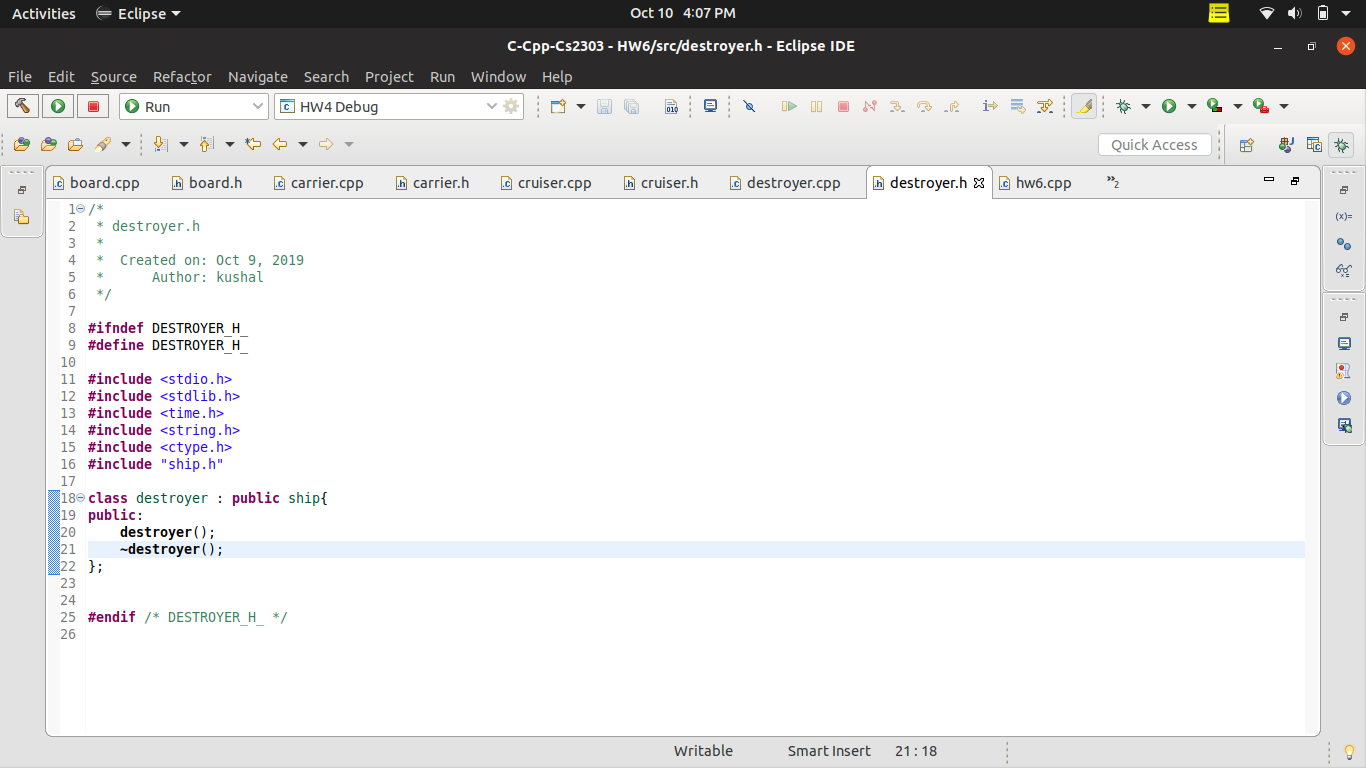 Activities Eclipse Oct 10 4:07 PM
C-Cpp-Cs2303 - HW6/src/destroyer.h - Eclipse IDE
File Edit Source Refactor Navigate Search Project Run Window Help
Run HW4 Debug
Quick Access
board.cpp board.h carrier.cpp carrier.h cruiser.cpp cruiser.h destroyer.cpp destroyer.h hw6.cpp »2
1 /*
2  * destroyer.h
3  *
4  *  Created on: Oct 9, 2019
5  *      Author: kushal
6  */
7
8 #ifndef DESTROYER_H_
9 #define DESTROYER_H_
10
11 #include <stdio.h>
12 #include <stdlib.h>
13 #include <time.h>
14 #include <string.h>
15 #include <ctype.h>
16 #include "ship.h"
17
18 class destroyer : public ship{
19 public:
20     destroyer();
21     ~destroyer();
22 };
23
24
25 #endif /* DESTROYER_H_ */
26
Writable Smart Insert 21 : 18